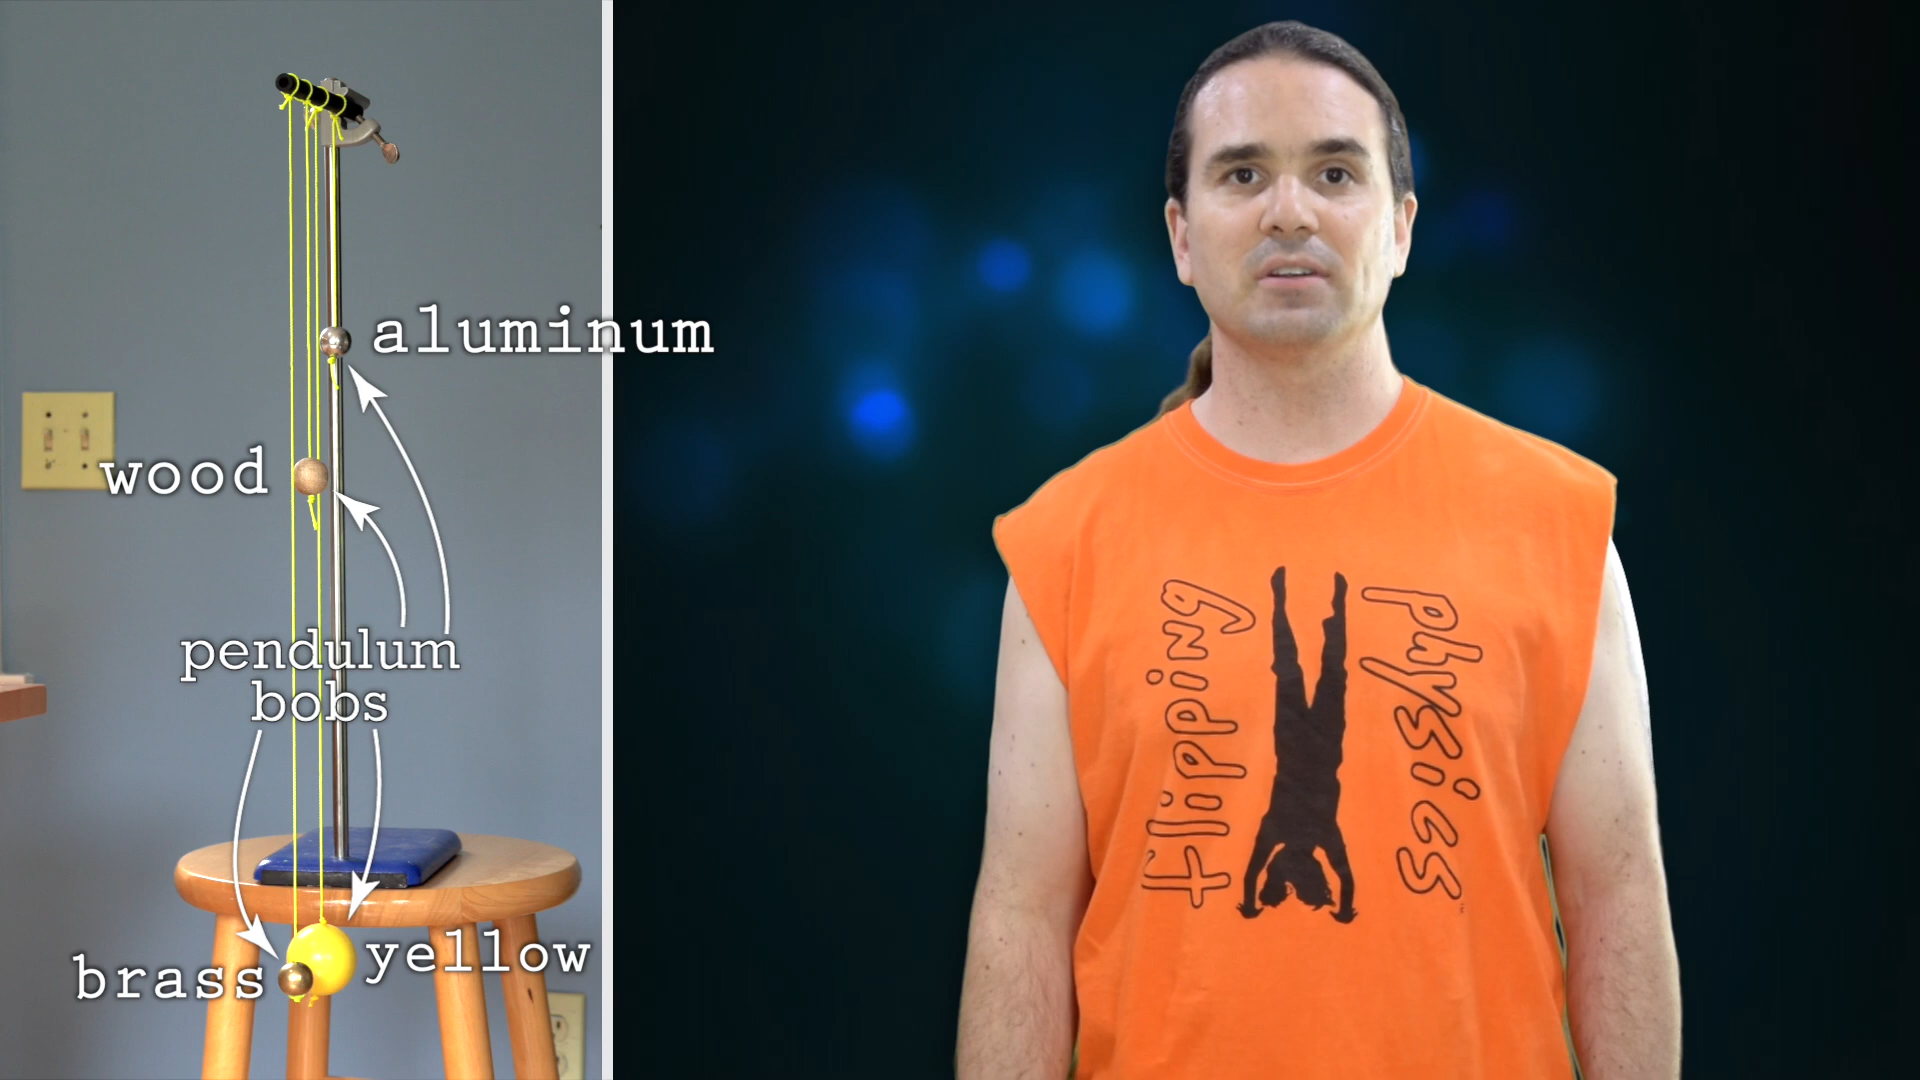 aluminum
wood
pendulum
bobs
brass
yellow
flipping
physics